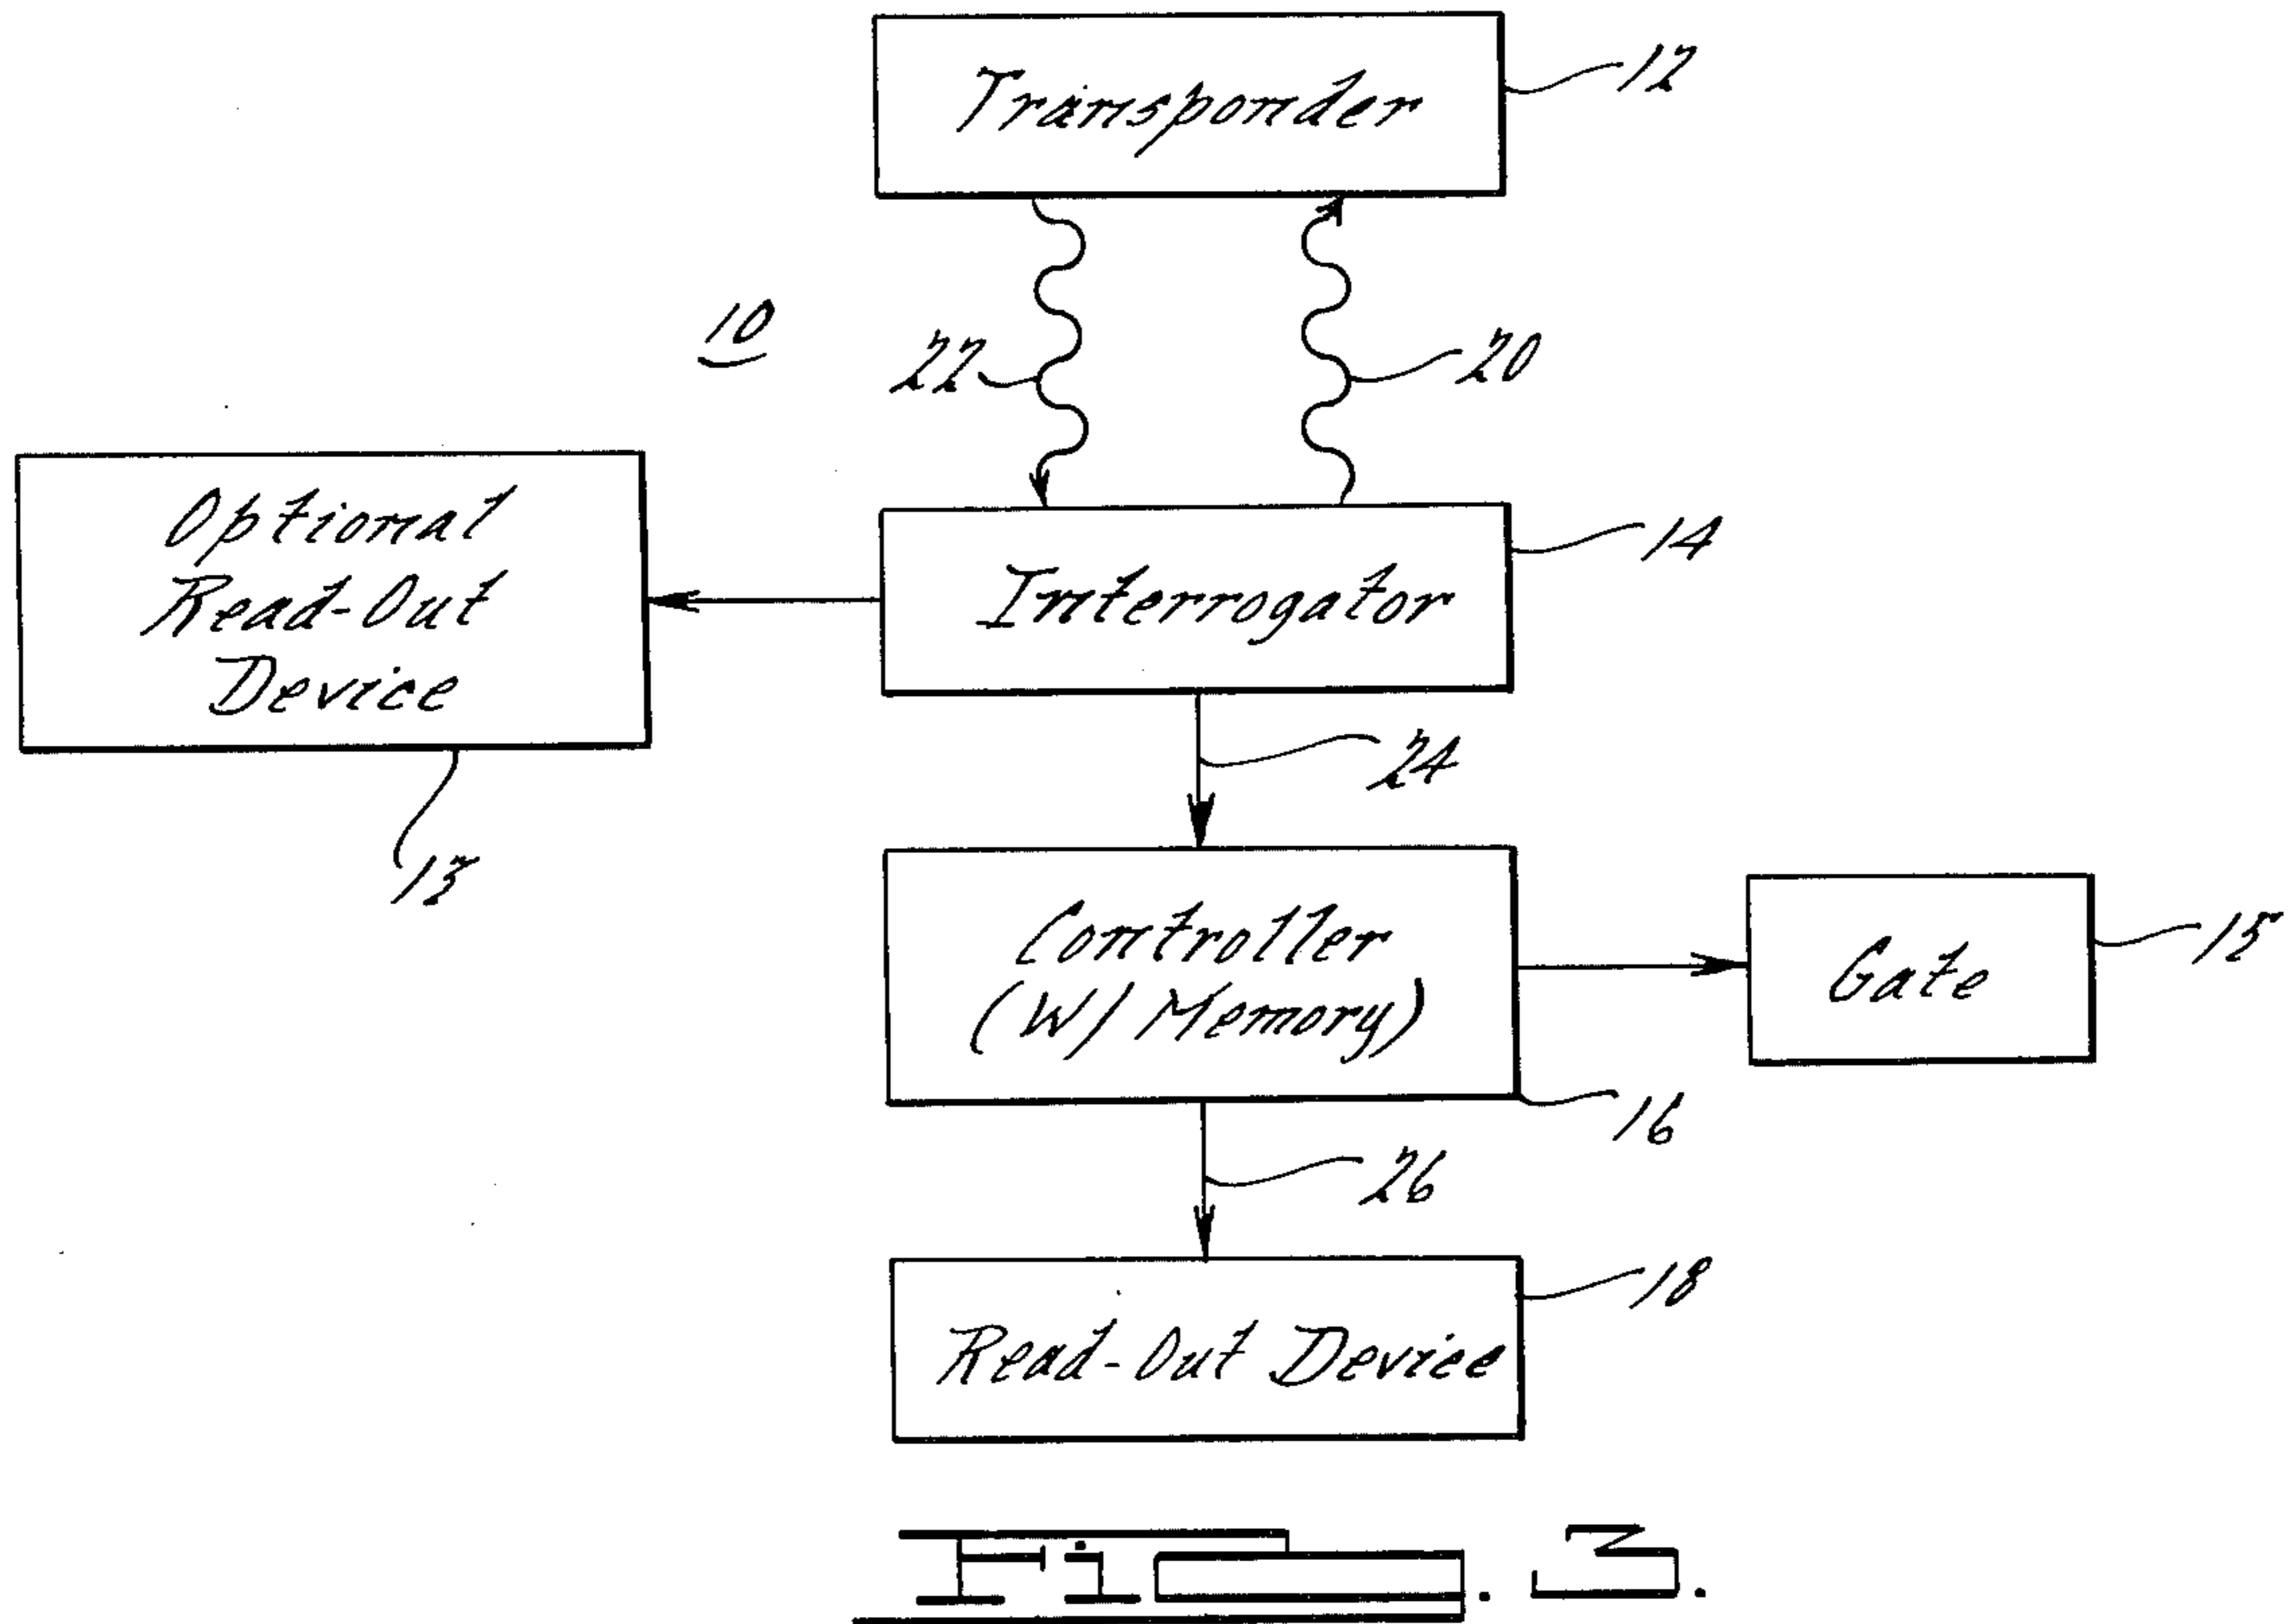 Transponder
12
10
22
20
Optional
Read-Out
Device
13
Interrogator
14
24
Controller
(W/ Memory)
16
Gate
15
26
Read-Out Device
18
Fig. 3.